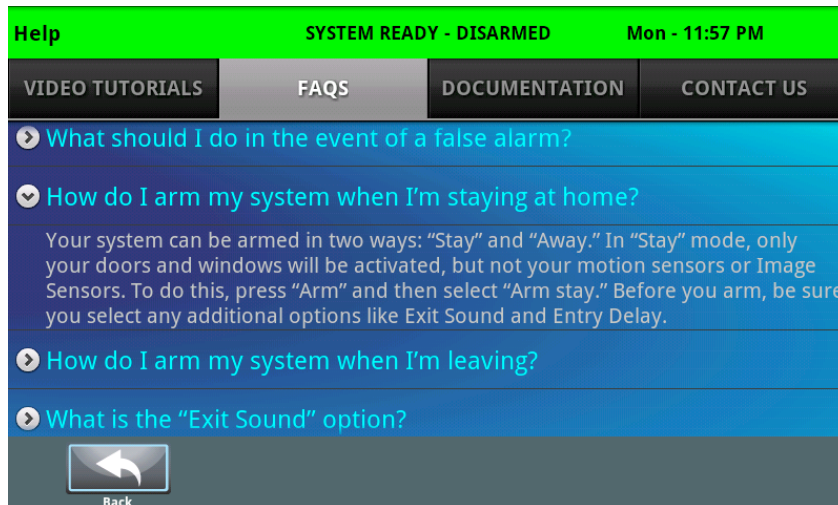 Help SYSTEM READY - DISARMED Mon - 11:57 PM
VIDEO TUTORIALS FAQS DOCUMENTATION CONTACT US
What should I do in the event of a false alarm?
How do I arm my system when I'm staying at home?
Your system can be armed in two ways: “Stay” and “Away.” In “Stay” mode, only
your doors and windows will be activated, but not your motion sensors or Image
Sensors. To do this, press “Arm” and then select “Arm stay.” Before you arm, be sure
you select any additional options like Exit Sound and Entry Delay.
How do I arm my system when I'm leaving?
What is the “Exit Sound” option?
Back